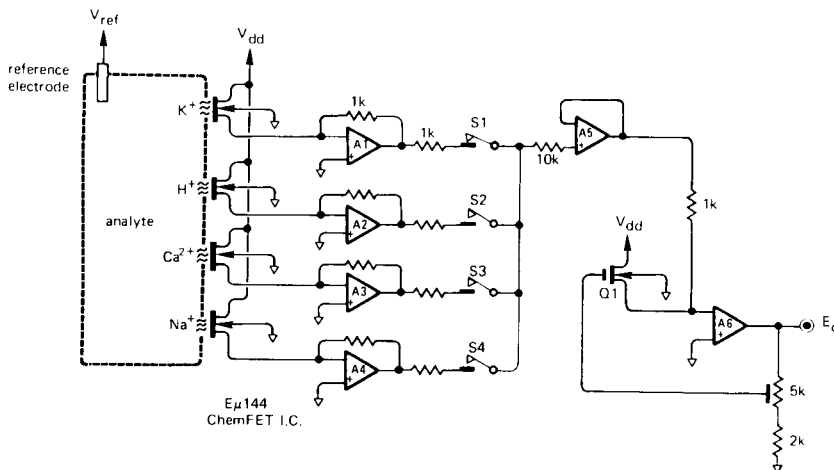 V_ref
reference
electrode
V_dd
K⁺
H⁺
analyte
Ca²⁺
Na⁺
1k
A1
1k
S1
A2
S2
A3
S3
A4
S4
10k
A5
1k
V_dd
Q1
A6
E_o
5k
2k
Eμ144
ChemFET I.C.